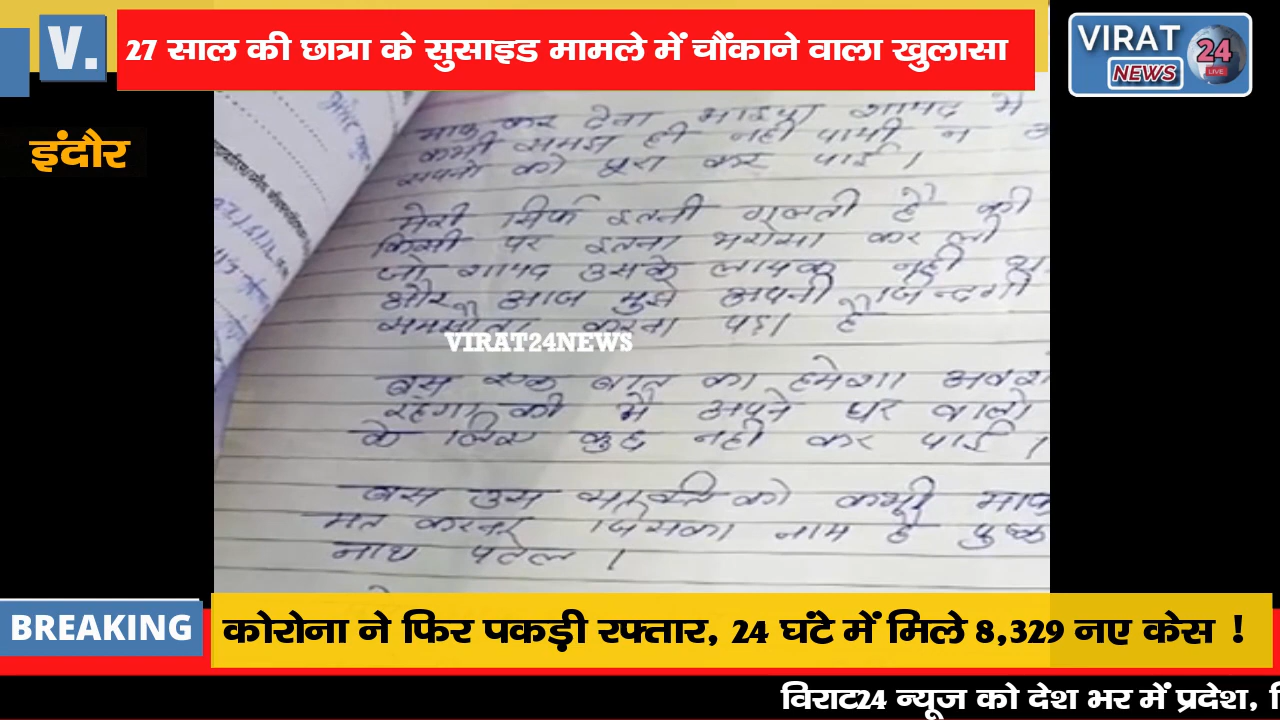 V.
27 साल की छात्रा के सुसाइड मामले में चौंकाने वाला खुलासा
VIRAT
NEWS
24
LIVE
इंदौर
माफ कर देना भाइया शायद मैं
कभी समझ ही नही पायी न
सपनो को पूरा कर पाई।
मेरी सिर्फ इतनी गलती है की
किसी पर इतना भरोसा कर ली
जो शायद उसके लायक नही
और आज मुझे अपनी जिन्दगी
समझौता करना पड़ा है
VIRAT24NEWS
बस एक बात का हमेशा
रहेगा की मैं अपने घर वालो
के लिए कुछ नही कर पाई।
बस उस व्यक्ति को कभी माफ
मत करना जिसका नाम है
नाथ पटेल।
BREAKING
कोरोना ने फिर पकड़ी रफ्तार, 24 घंटे में मिले 8,329 नए केस !
विराट24 न्यूज को देश भर में प्रदेश,